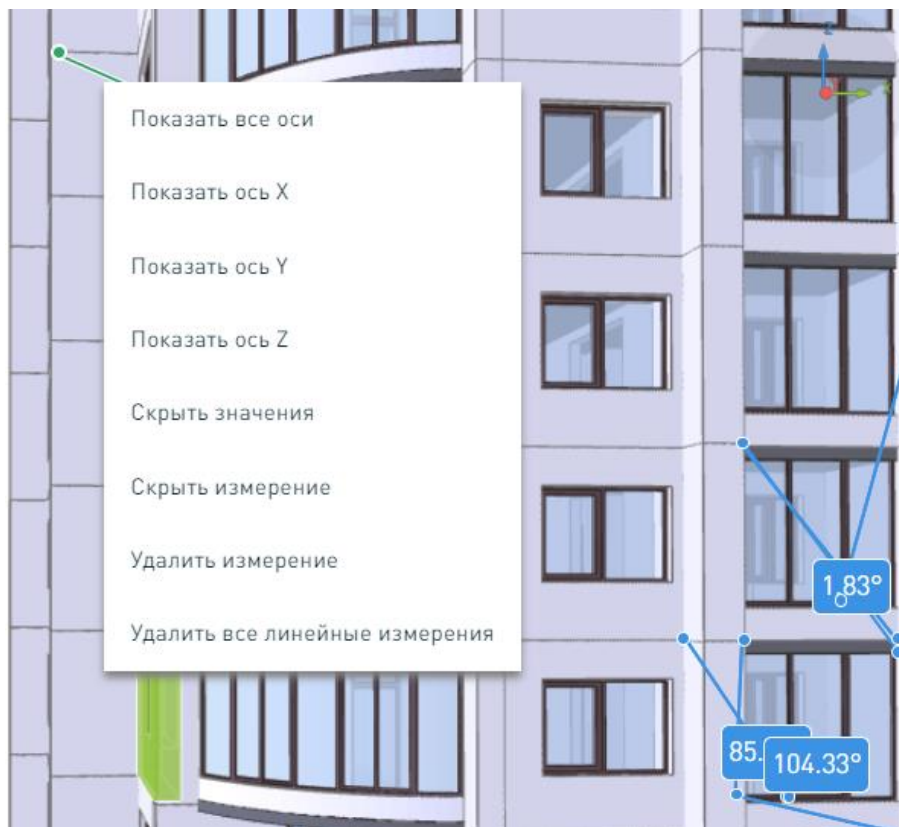 Показать все оси
Показать ось X
Показать ось Y
Показать ось Z
Скрыть значения
Скрыть измерение
Удалить измерение
Удалить все линейные измерения
Z
1.83°
85.
104.33°